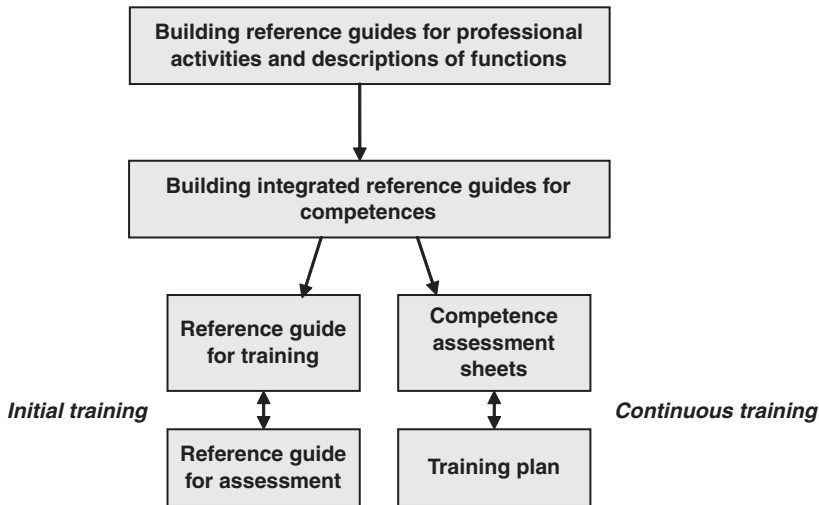 Building reference guides for professional
activities and descriptions of functions
Building integrated reference guides for
competences
Reference guide
for training
Competence
assessment
sheets
Initial training
Continuous training
Reference guide
for assessment
Training plan